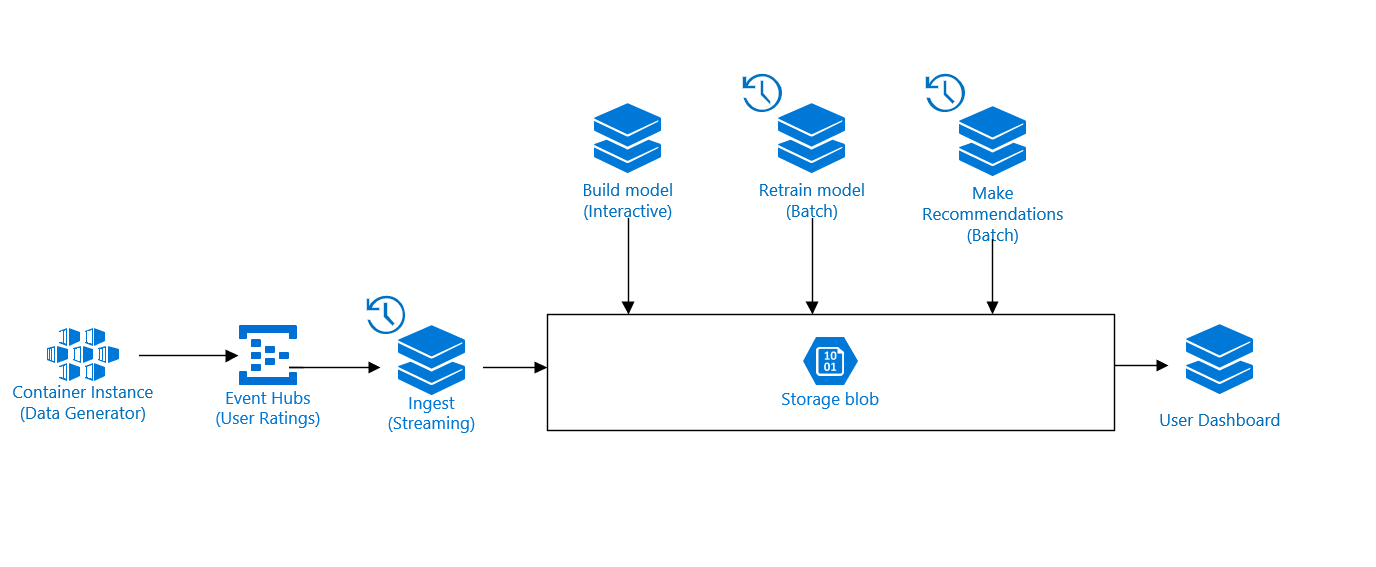 Build model
(Interactive)
Retrain model
(Batch)
Make
Recommendations
(Batch)
Container Instance
(Data Generator)
Event Hubs
(User Ratings)
Ingest
(Streaming)
10
01
Storage blob
User Dashboard